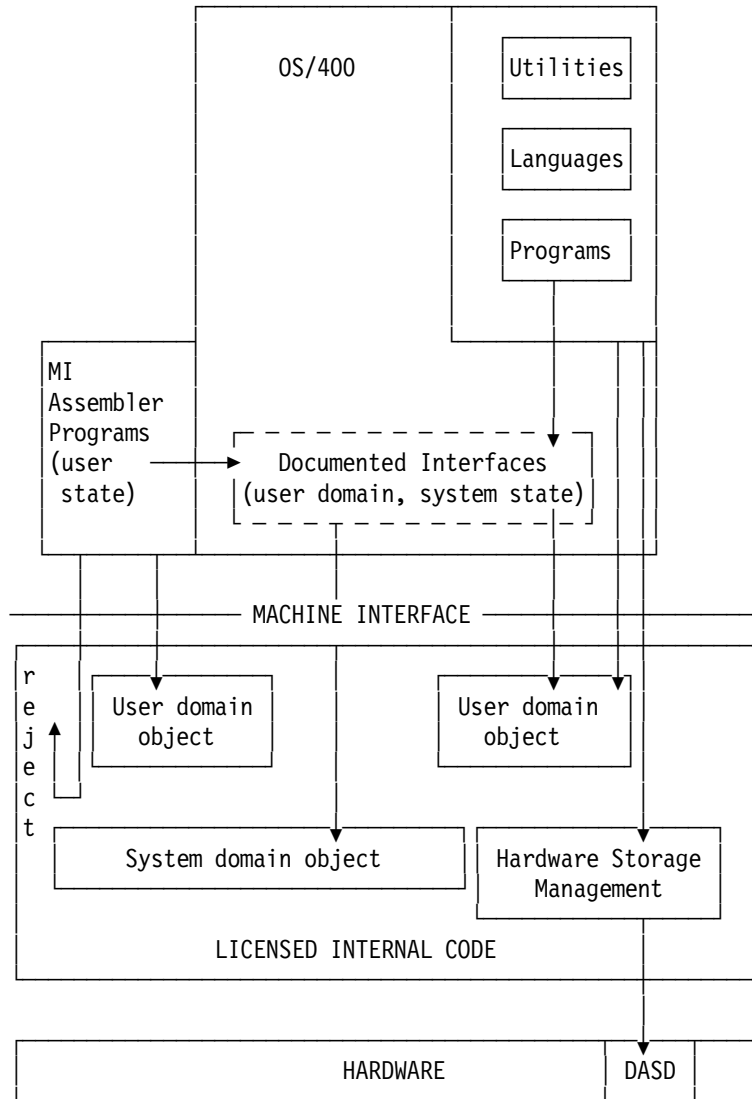 OS/400
Utilities
Languages
Programs
MI
Assembler
Programs
(user
state)
Documented Interfaces
(user domain, system state)
MACHINE INTERFACE
reject
User domain
object
User domain
object
System domain object
Hardware Storage
Management
LICENSED INTERNAL CODE
HARDWARE
DASD